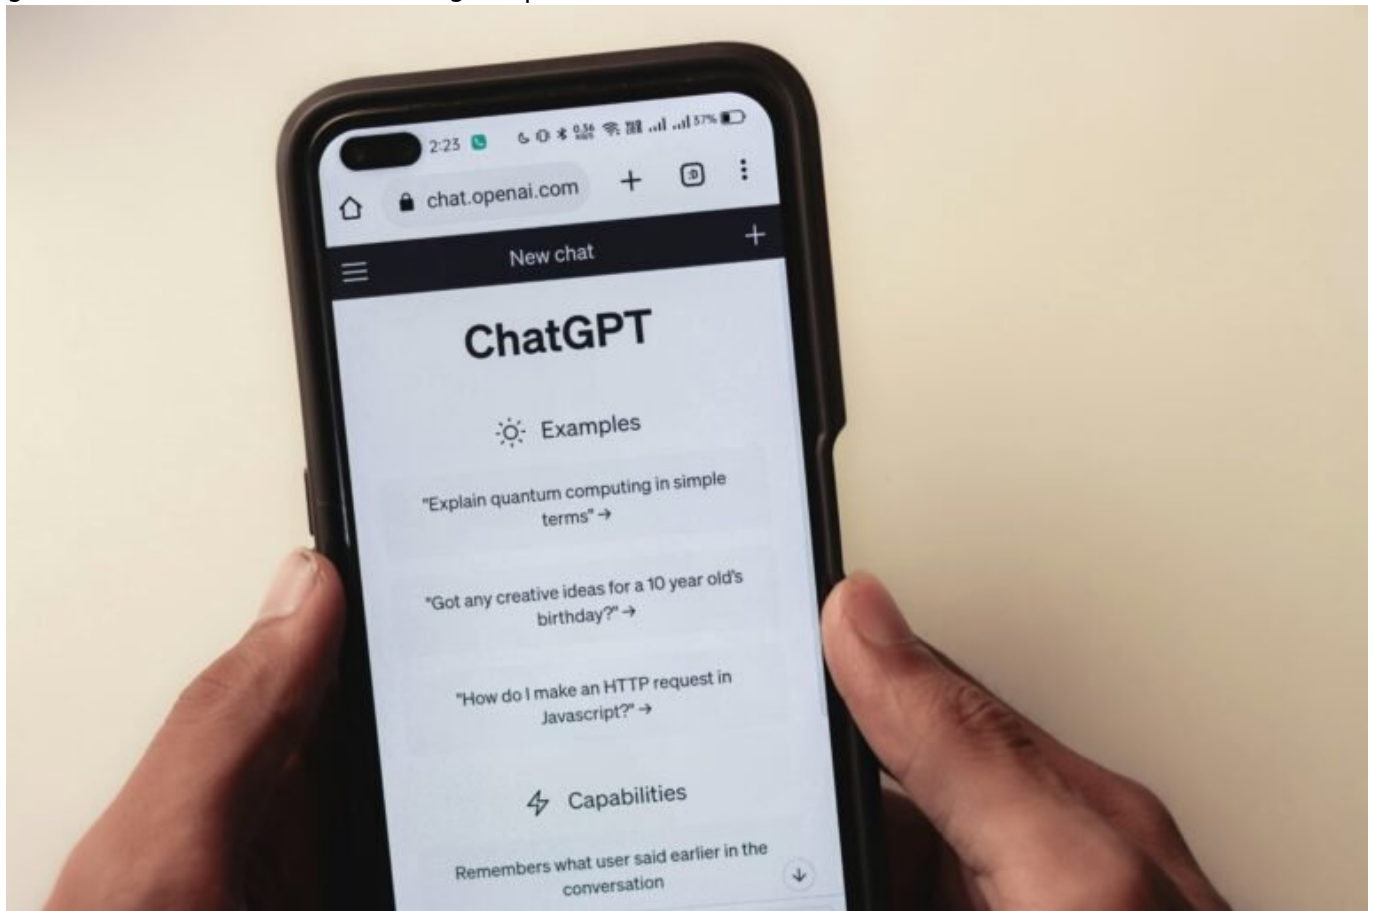 2:23
0.56
37%
chat.openai.com
:D
New chat
ChatGPT
Examples
"Explain quantum computing in simple
terms" →
"Got any creative ideas for a 10 year old's
birthday?" →
"How do I make an HTTP request in
Javascript?" →
Capabilities
Remembers what user said earlier in the
conversation